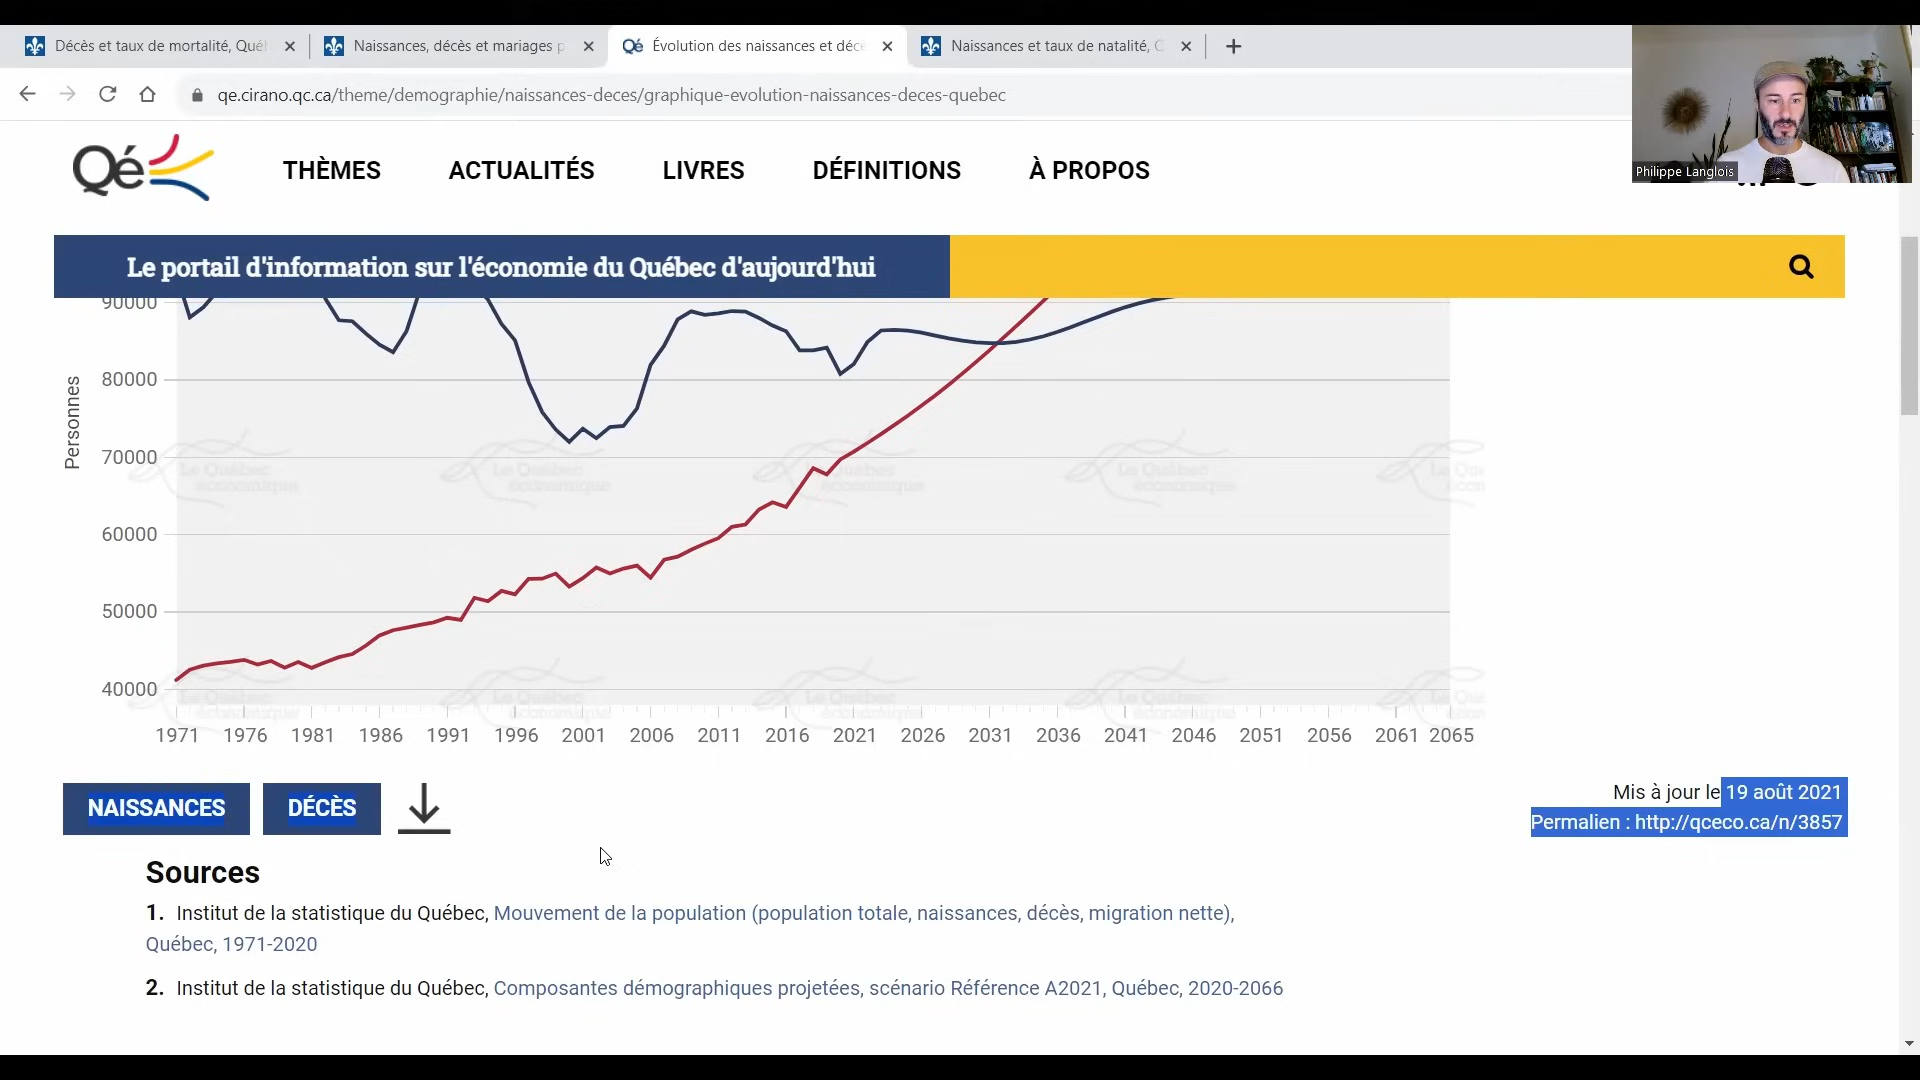 Décès et taux de mortalité, Québ
Naissances, décès et mariages p
Évolution des naissances et déce
Naissances et taux de natalité, Q
qe.cirano.qc.ca/theme/demographie/naissances-deces/graphique-evolution-naissances-deces-quebec
Philippe Langlois
Qé
THÈMES
ACTUALITÉS
LIVRES
DÉFINITIONS
À PROPOS
Le portail d'information sur l'économie du Québec d'aujourd'hui
Personnes
90000
80000
70000
60000
50000
40000
Le Québec économique
1971 1976 1981 1986 1991 1996 2001 2006 2011 2016 2021 2026 2031 2036 2041 2046 2051 2056 2061 2065
NAISSANCES
DÉCÈS
Mis à jour le 19 août 2021
Permalien : http://qceco.ca/n/3857
Sources
1. Institut de la statistique du Québec, Mouvement de la population (population totale, naissances, décès, migration nette),
Québec, 1971-2020
2. Institut de la statistique du Québec, Composantes démographiques projetées, scénario Référence A2021, Québec, 2020-2066